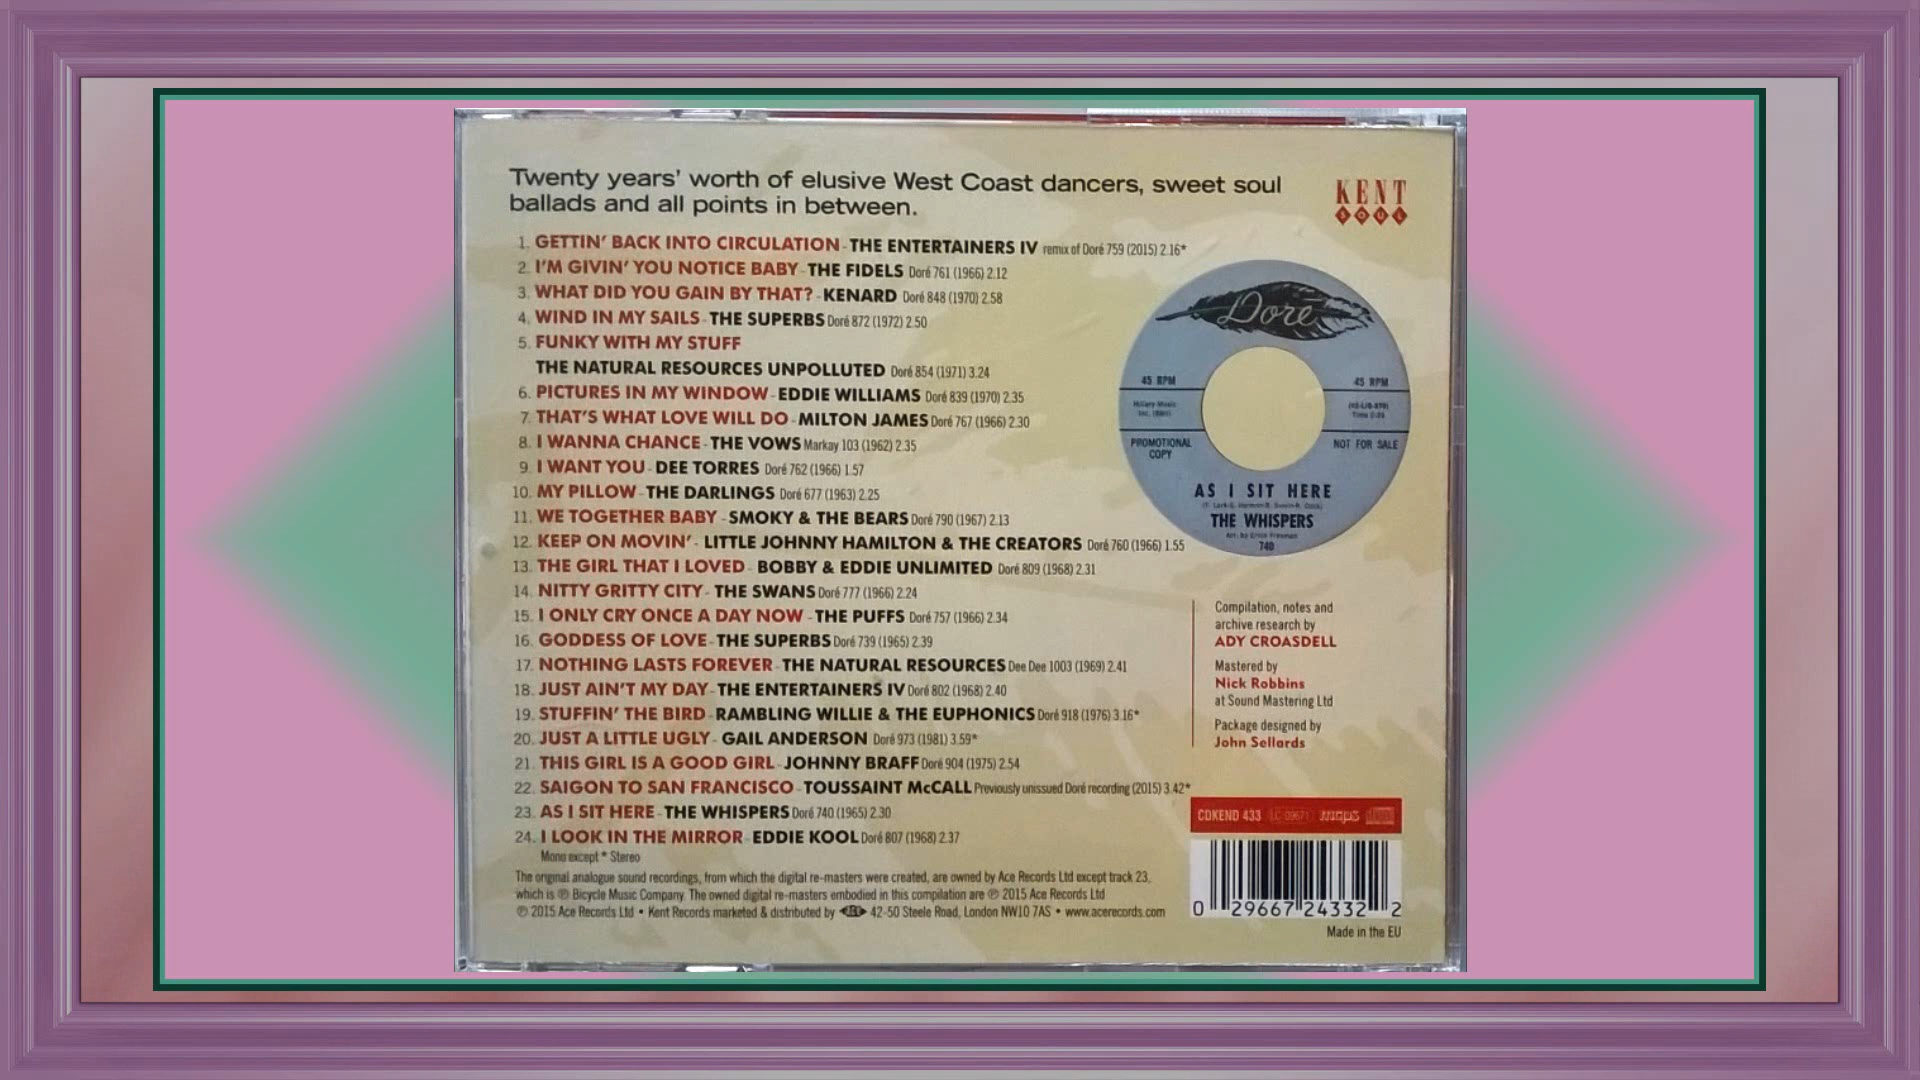 Twenty years' worth of elusive West Coast dancers, sweet soul
ballads and all points in between.
KENT
SOUL
1. GETTIN' BACK INTO CIRCULATION - THE ENTERTAINERS IV remix of Doré 759 (2015) 2.16*
2. I'M GIVIN' YOU NOTICE BABY - THE FIDELS Doré 761 (1966) 2.12
3. WHAT DID YOU GAIN BY THAT? - KENARD Doré 848 (1970) 2.58
4. WIND IN MY SAILS - THE SUPERBS Doré 872 (1972) 2.50
5. FUNKY WITH MY STUFF
THE NATURAL RESOURCES UNPOLLUTED Doré 854 (1971) 3.24
6. PICTURES IN MY WINDOW - EDDIE WILLIAMS Doré 839 (1970) 2.35
7. THAT'S WHAT LOVE WILL DO - MILTON JAMES Doré 767 (1966) 2.30
8. I WANNA CHANCE - THE VOWS Markay 103 (1962) 2.35
9. I WANT YOU - DEE TORRES Doré 762 (1966) 1.57
10. MY PILLOW - THE DARLINGS Doré 677 (1963) 2.25
11. WE TOGETHER BABY - SMOKY & THE BEARS Doré 790 (1967) 2.13
12. KEEP ON MOVIN' - LITTLE JOHNNY HAMILTON & THE CREATORS Doré 760 (1966) 1.55
13. THE GIRL THAT I LOVED - BOBBY & EDDIE UNLIMITED Doré 809 (1968) 2.31
14. NITTY GRITTY CITY - THE SWANS Doré 777 (1966) 2.24
15. I ONLY CRY ONCE A DAY NOW - THE PUFFS Doré 757 (1966) 2.34
16. GODDESS OF LOVE - THE SUPERBS Doré 739 (1965) 2.39
17. NOTHING LASTS FOREVER - THE NATURAL RESOURCES Dee Dee 1003 (1969) 2.41
18. JUST AIN'T MY DAY - THE ENTERTAINERS IV Doré 802 (1968) 2.40
19. STUFFIN' THE BIRD - RAMBLING WILLIE & THE EUPHONICS Doré 918 (1976) 3.16*
20. JUST A LITTLE UGLY - GAIL ANDERSON Doré 973 (1981) 3.59*
21. THIS GIRL IS A GOOD GIRL - JOHNNY BRAFF Doré 904 (1975) 2.54
22. SAIGON TO SAN FRANCISCO - TOUSSAINT McCALL Previously unissued Doré recording (2015) 3.42*
23. AS I SIT HERE - THE WHISPERS Doré 740 (1965) 2.30
24. I LOOK IN THE MIRROR - EDDIE KOOL Doré 807 (1968) 2.37
Mono except * Stereo
The original analogue sound recordings, from which the digital re-masters were created, are owned by Ace Records Ltd except track 23,
which is ℗ Bicycle Music Company. The owned digital re-masters embodied in this compilation are ℗ 2015 Ace Records Ltd
℗ 2015 Ace Records Ltd • Kent Records marketed & distributed by 42-50 Steele Road, London NW10 7AS • www.acerecords.com
Doré
45 RPM
45 RPM
PROMOTIONAL
COPY
NOT FOR SALE
AS I SIT HERE
THE WHISPERS
740
Compilation, notes and
archive research by
ADY CROASDELL
Mastered by
Nick Robbins
at Sound Mastering Ltd
Package designed by
John Sellards
CDKEND 433 LC 09671 mcps
0 29667 24332 2
Made in the EU